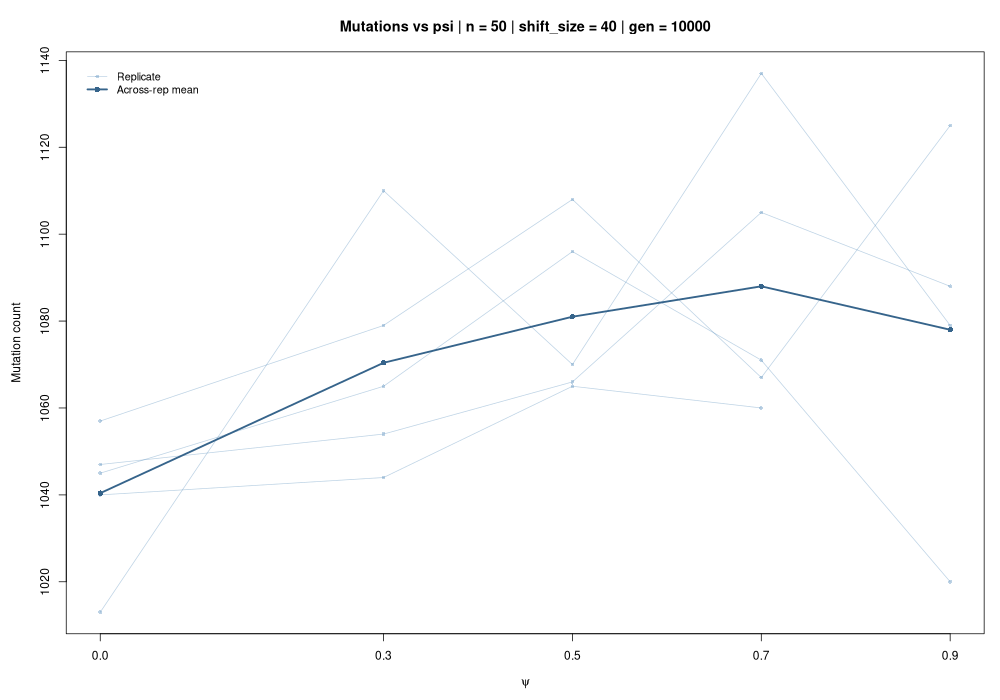 Mutations vs psi | n = 50 | shift_size = 40 | gen = 10000
Replicate
Across-rep mean
Mutation count
1140
1120
1100
1080
1060
1040
1020
0.0 0.3 0.5 0.7 0.9
ψ